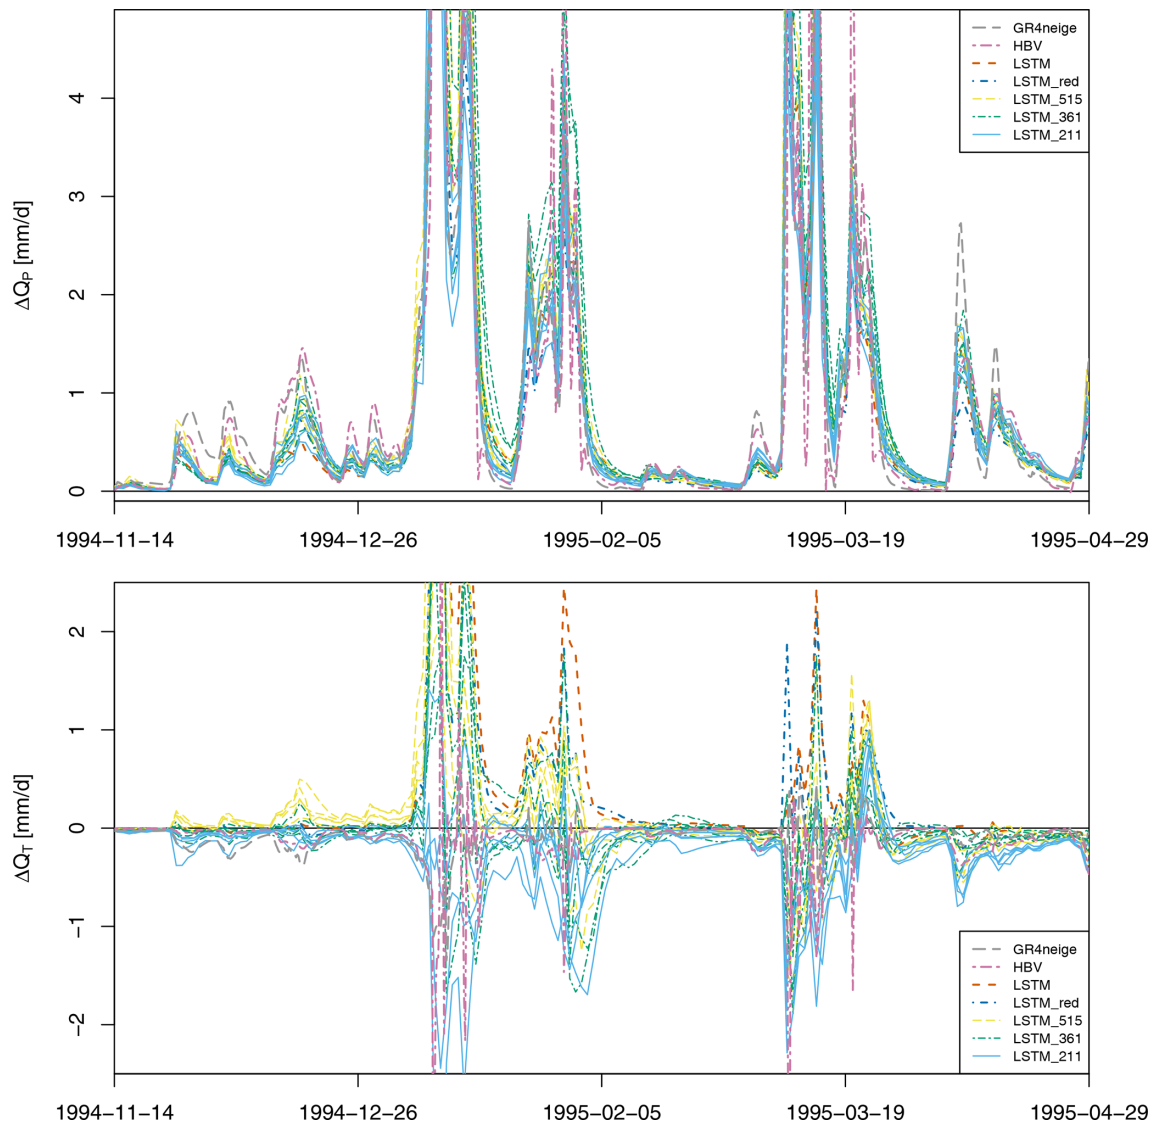 ΔQP [mm/d]
4
3
2
1
0
GR4neige
HBV
LSTM
LSTM_red
LSTM_515
LSTM_361
LSTM_211
1994−11−14 1994−12−26 1995−02−05 1995−03−19 1995−04−29
ΔQT [mm/d]
2
1
0
−1
−2
GR4neige
HBV
LSTM
LSTM_red
LSTM_515
LSTM_361
LSTM_211
1994−11−14 1994−12−26 1995−02−05 1995−03−19 1995−04−29